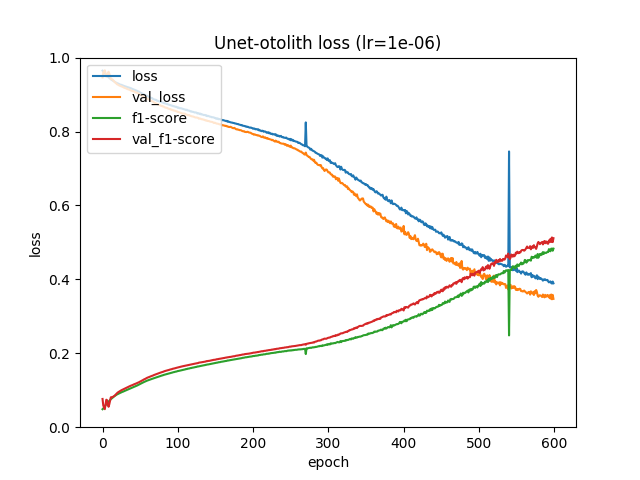 Unet-otolith loss (lr=1e-06)
loss
val_loss
f1-score
val_f1-score
1.0
0.8
0.6
0.4
0.2
0.0
loss
0 100 200 300 400 500 600
epoch